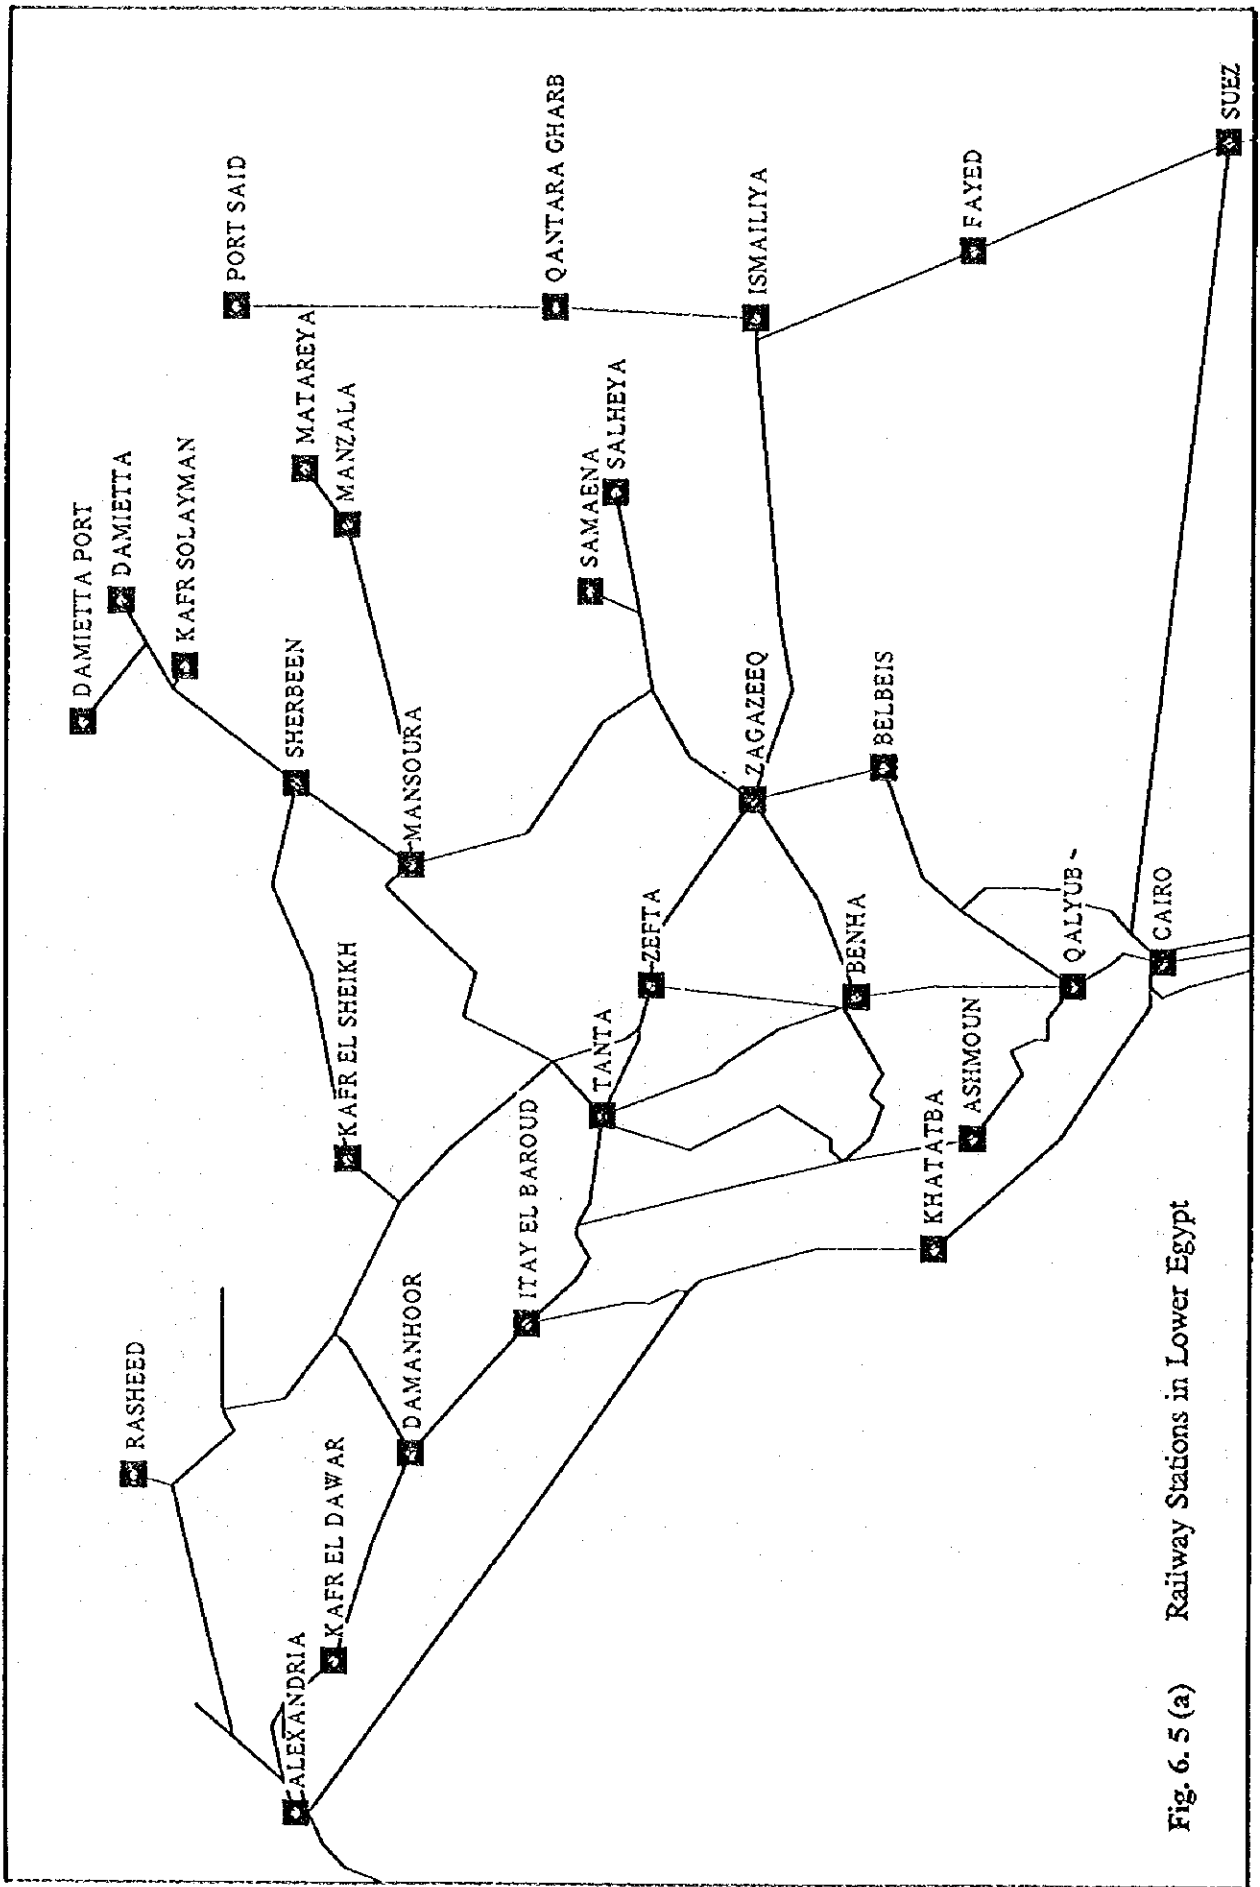 DAMIETTA PORT
DAMIETTA
KAFR SOLAYMAN
RASHEED
PORT SAID
SHERBEEN
MATAREYA
MANZALA
ALEXANDRIA
KAFR EL DAWAR
KAFR EL SHEIKH
MANSOURA
DAMANHOOR
ITAY EL BAROUD
QANTARA GHARB
SAMAENA
SALHEYA
TANTA
ZEFTA
ZAGAZEEQ
ISMAILIYA
BENHA
BELBEIS
KHATATBA
ASHMOUN
FAYED
QALYUB
CAIRO
SUEZ
Fig. 6. 5 (a) Railway Stations in Lower Egypt